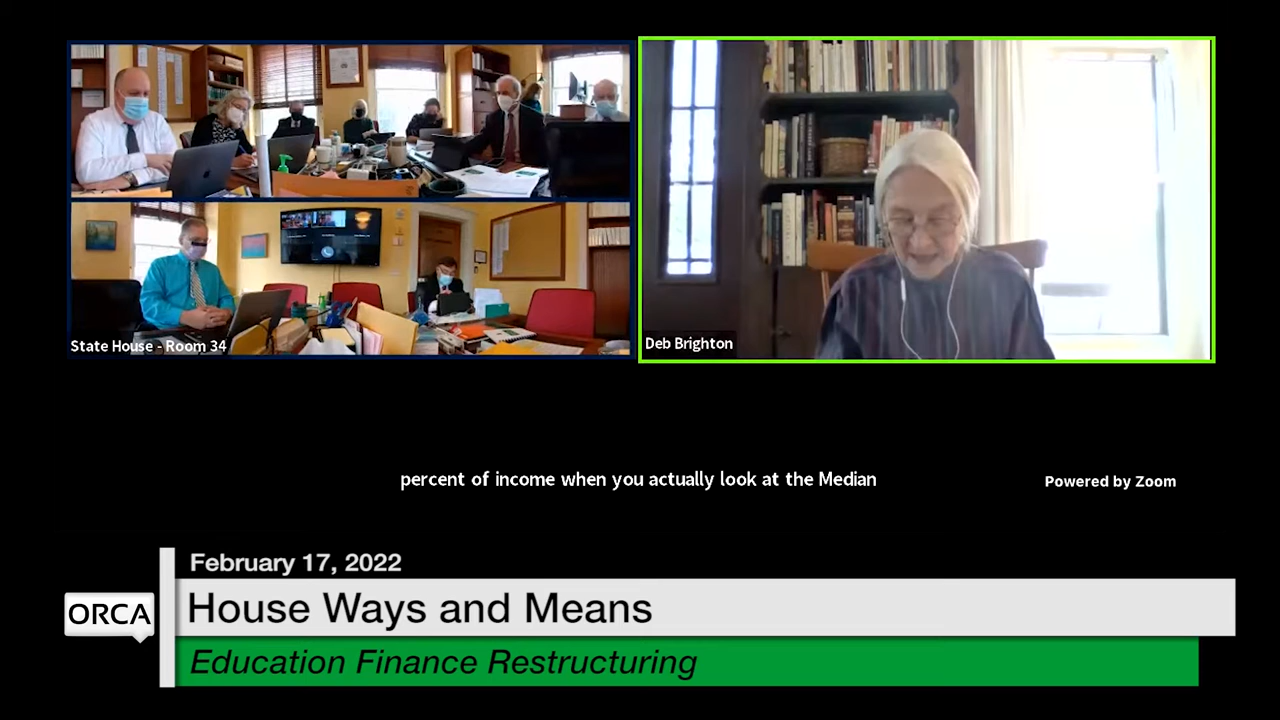 State House - Room 34
Deb Brighton
percent of income when you actually look at the Median
Powered by Zoom
February 17, 2022
ORCA
House Ways and Means
Education Finance Restructuring